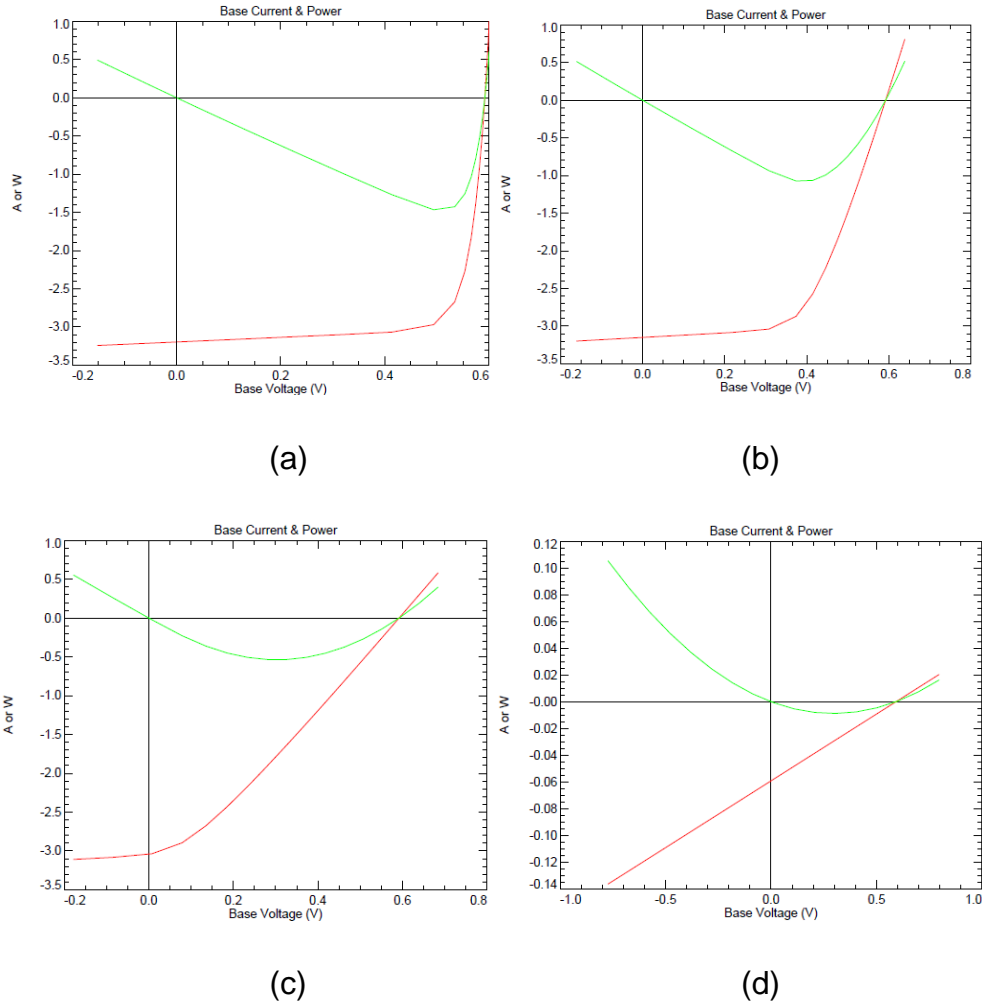 Base Current & Power
1.0
0.5
0.0
-0.5
-1.0
-1.5
-2.0
-2.5
-3.0
-3.5
A or W
-0.2 0.0 0.2 0.4 0.6
Base Voltage (V)
(a)
Base Current & Power
1.0
0.5
0.0
-0.5
-1.0
-1.5
-2.0
-2.5
-3.0
-3.5
A or W
-0.2 0.0 0.2 0.4 0.6 0.8
Base Voltage (V)
(b)
Base Current & Power
1.0
0.5
0.0
-0.5
-1.0
-1.5
-2.0
-2.5
-3.0
-3.5
A or W
-0.2 0.0 0.2 0.4 0.6 0.8
Base Voltage (V)
(c)
Base Current & Power
0.12
0.10
0.08
0.06
0.04
0.02
-0.00
-0.02
-0.04
-0.06
-0.08
-0.10
-0.12
-0.14
A or W
-1.0 -0.5 0.0 0.5 1.0
Base Voltage (V)
(d)